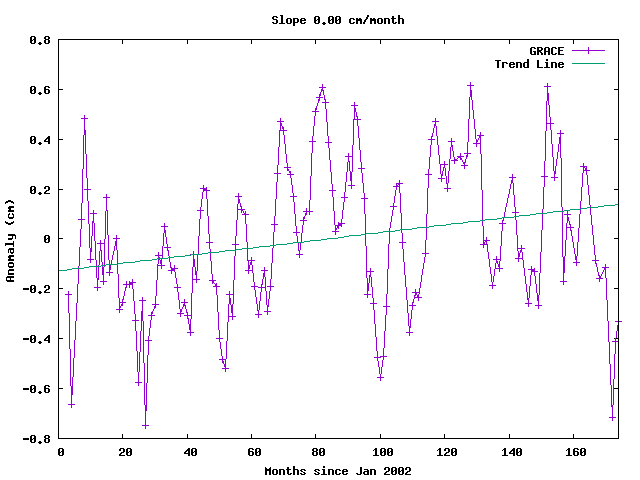 Slope 0.00 cm/month
0.8
GRACE
Trend Line
0.6
0.4
0.2
0
-0.2
-0.4
-0.6
-0.8
Anomaly (cm)
0 20 40 60 80 100 120 140 160
Months since Jan 2002